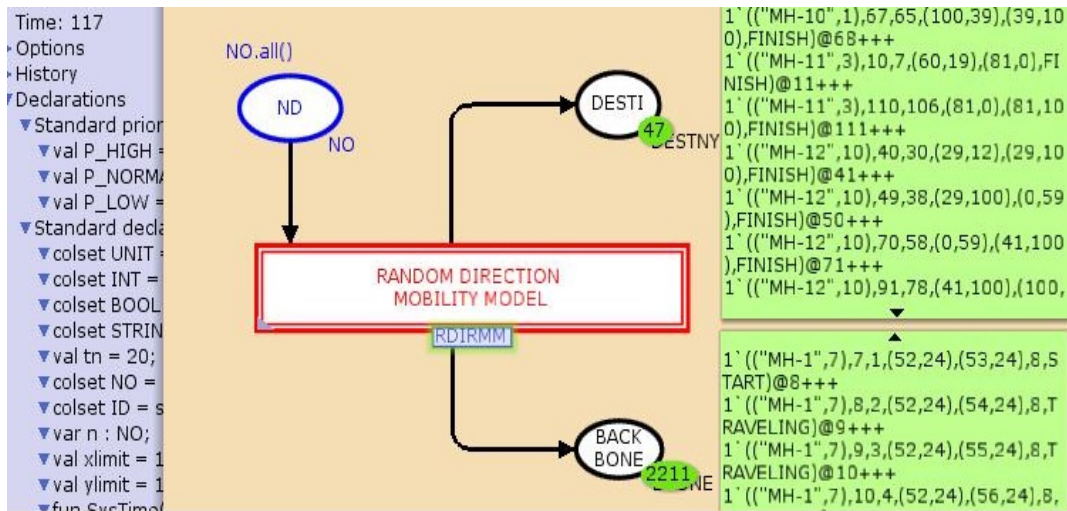 Time: 117
Options
History
Declarations
Standard prior
val P_HIGH =
val P_NORMA
val P_LOW =
Standard decla
colset UNIT =
colset INT =
colset BOOL
colset STRIN
val tn = 20;
colset NO =
colset ID = s
var n : NO;
val xlimit = 1
val ylimit = 1
fun SysTime(
NO.all()
ND
NO
DESTI
47
DESTNY
RANDOM DIRECTION
MOBILITY MODEL
RDIRMM
BACK
BONE
2211
NE
1`(("MH-10",1),67,65,(100,39),(39,10
0),FINISH)@68+++
1`(("MH-11",3),10,7,(60,19),(81,0),FI
NISH)@11+++
1`(("MH-11",3),110,106,(81,0),(81,10
0),FINISH)@111+++
1`(("MH-12",10),40,30,(29,12),(29,10
0),FINISH)@41+++
1`(("MH-12",10),49,38,(29,100),(0,59
),FINISH)@50+++
1`(("MH-12",10),70,58,(0,59),(41,100
),FINISH)@71+++
1`(("MH-12",10),91,78,(41,100),(100,
1`(("MH-1",7),7,1,(52,24),(53,24),8,S
TART)@8+++
1`(("MH-1",7),8,2,(52,24),(54,24),8,T
RAVELING)@9+++
1`(("MH-1",7),9,3,(52,24),(55,24),8,T
RAVELING)@10+++
1`(("MH-1",7),10,4,(52,24),(56,24),8,